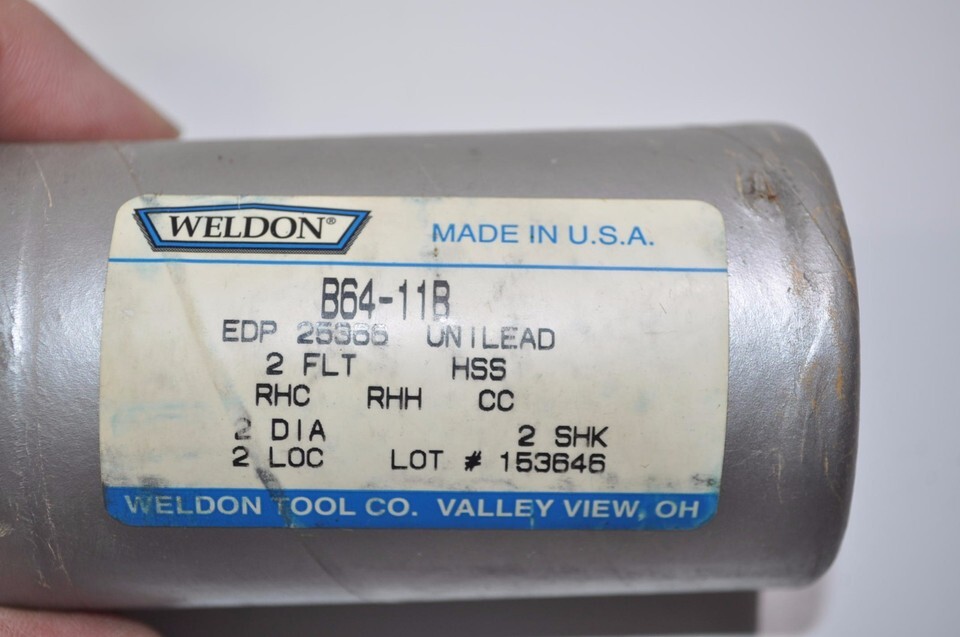 WELDON® MADE IN U.S.A.
B64-11B
EDP 25366 UNILEAD
2 FLT HSS
RHC RHH CC
2 DIA 2 SHK
2 LOC LOT # 153646
WELDON TOOL CO. VALLEY VIEW, OH